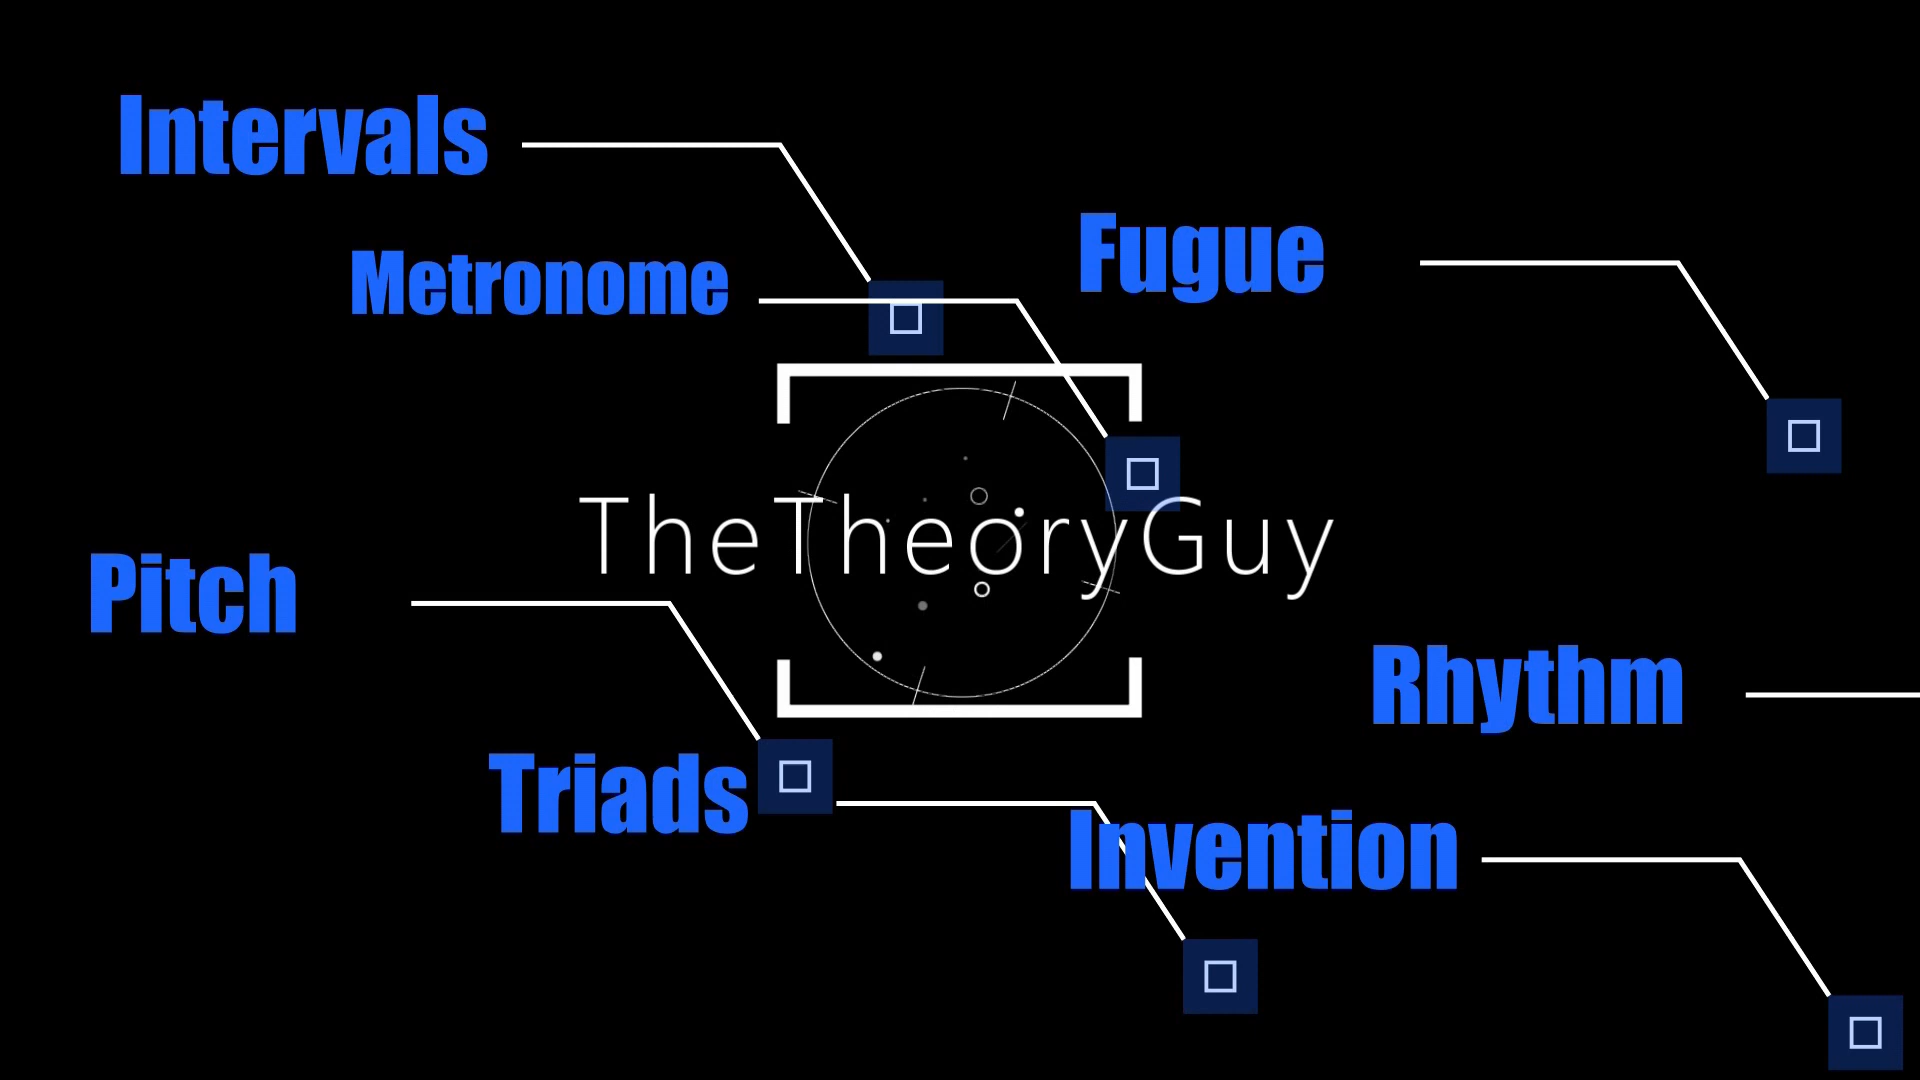 Intervals
Fugue
Metronome
TheTheoryGuy
Pitch
Rhythm
Triads
Invention